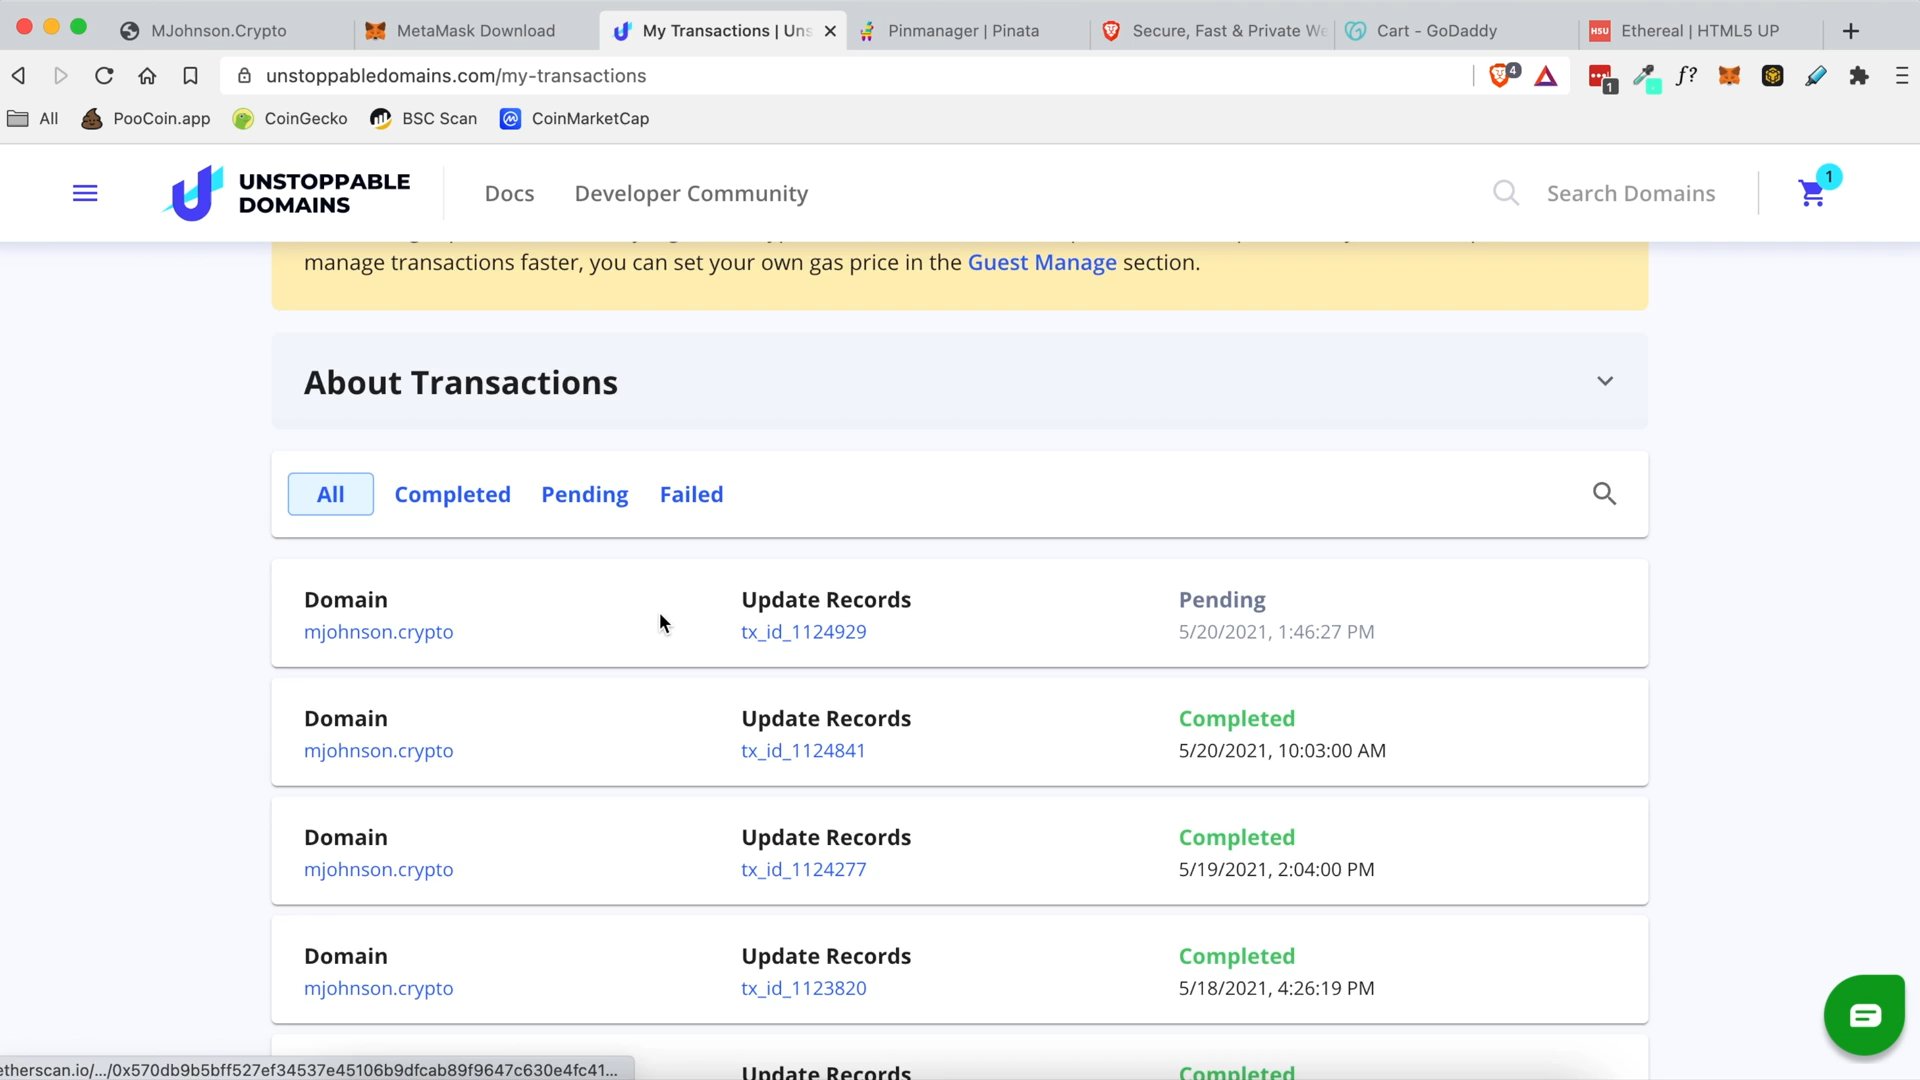 MJohnson.Crypto
MetaMask Download
My Transactions | Uns
Pinmanager | Pinata
Secure, Fast & Private We
Cart - GoDaddy
HSU
Ethereal | HTML5 UP
unstoppabledomains.com/my-transactions
4
1
f?
All
PooCoin.app
CoinGecko
BSC Scan
CoinMarketCap
UNSTOPPABLE
DOMAINS
Docs
Developer Community
Search Domains
1
manage transactions faster, you can set your own gas price in the Guest Manage section.
About Transactions
All
Completed
Pending
Failed
Domain
Update Records
Pending
mjohnson.crypto
tx_id_1124929
5/20/2021, 1:46:27 PM
Domain
Update Records
Completed
mjohnson.crypto
tx_id_1124841
5/20/2021, 10:03:00 AM
Domain
Update Records
Completed
mjohnson.crypto
tx_id_1124277
5/19/2021, 2:04:00 PM
Domain
Update Records
Completed
mjohnson.crypto
tx_id_1123820
5/18/2021, 4:26:19 PM
Update Records
Completed
etherscan.io/.../0x570db9b5bff527ef34537e45106b9dfcab89f9647c630e4fc41...